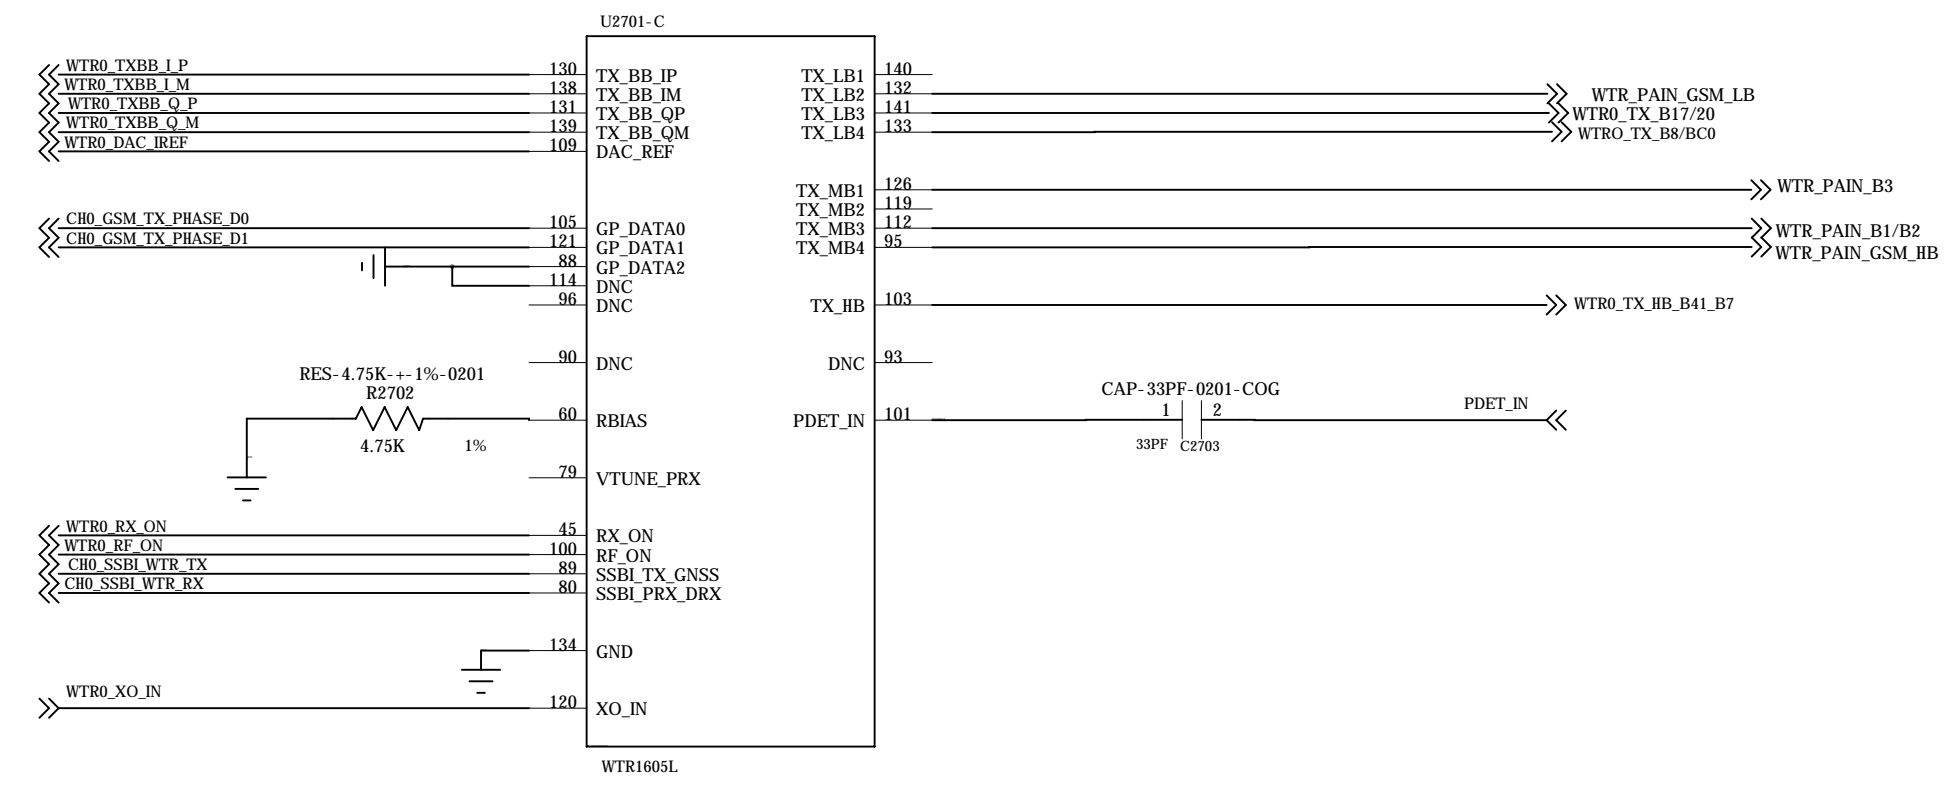 U2701-C
WTR0_TXBB_I_P 130 TX_BB_IP TX_LB1 140
WTR0_TXBB_I_M 138 TX_BB_IM TX_LB2 132 WTR_PAIN_GSM_LB
WTR0_TXBB_Q_P 131 TX_BB_QP TX_LB3 141 WTR0_TX_B17/20
WTR0_TXBB_Q_M 139 TX_BB_QM TX_LB4 133 WTRO_TX_B8/BC0
WTR0_DAC_IREF 109 DAC_REF
TX_MB1 126 WTR_PAIN_B3
TX_MB2 119
CH0_GSM_TX_PHASE_D0 105 GP_DATA0 TX_MB3 112 WTR_PAIN_B1/B2
CH0_GSM_TX_PHASE_D1 121 GP_DATA1 TX_MB4 95 WTR_PAIN_GSM_HB
88 GP_DATA2
114 DNC
96 DNC TX_HB 103 WTR0_TX_HB_B41_B7
90 DNC DNC 93
RES-4.75K-+-1%-0201 CAP-33PF-0201-COG
R2702 1 2 PDET_IN
60 RBIAS PDET_IN 101
4.75K 1% 33PF C2703
79 VTUNE_PRX
WTR0_RX_ON 45 RX_ON
WTR0_RF_ON 100 RF_ON
CH0_SSBI_WTR_TX 89 SSBI_TX_GNSS
CH0_SSBI_WTR_RX 80 SSBI_PRX_DRX
134 GND
WTR0_XO_IN 120 XO_IN
WTR1605L